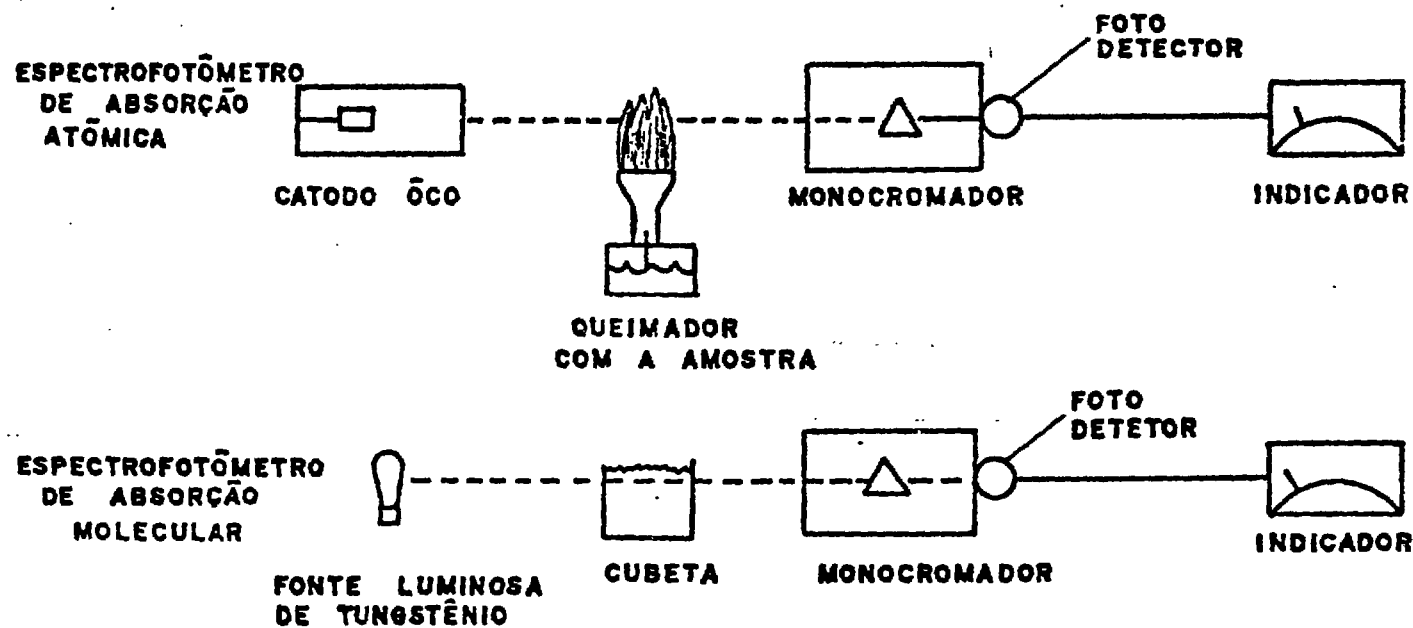 FOTO
DETECTOR
ESPECTROFOTÔMETRO
DE ABSORÇÃO
ATÔMICA
CATODO ÔCO
MONOCROMADOR
INDICADOR
QUEIMADOR
COM A AMOSTRA
FOTO
DETETOR
ESPECTROFOTÔMETRO
DE ABSORÇÃO
MOLECULAR
INDICADOR
FONTE LUMINOSA
DE TUNGSTÊNIO
CUBETA
MONOCROMADOR